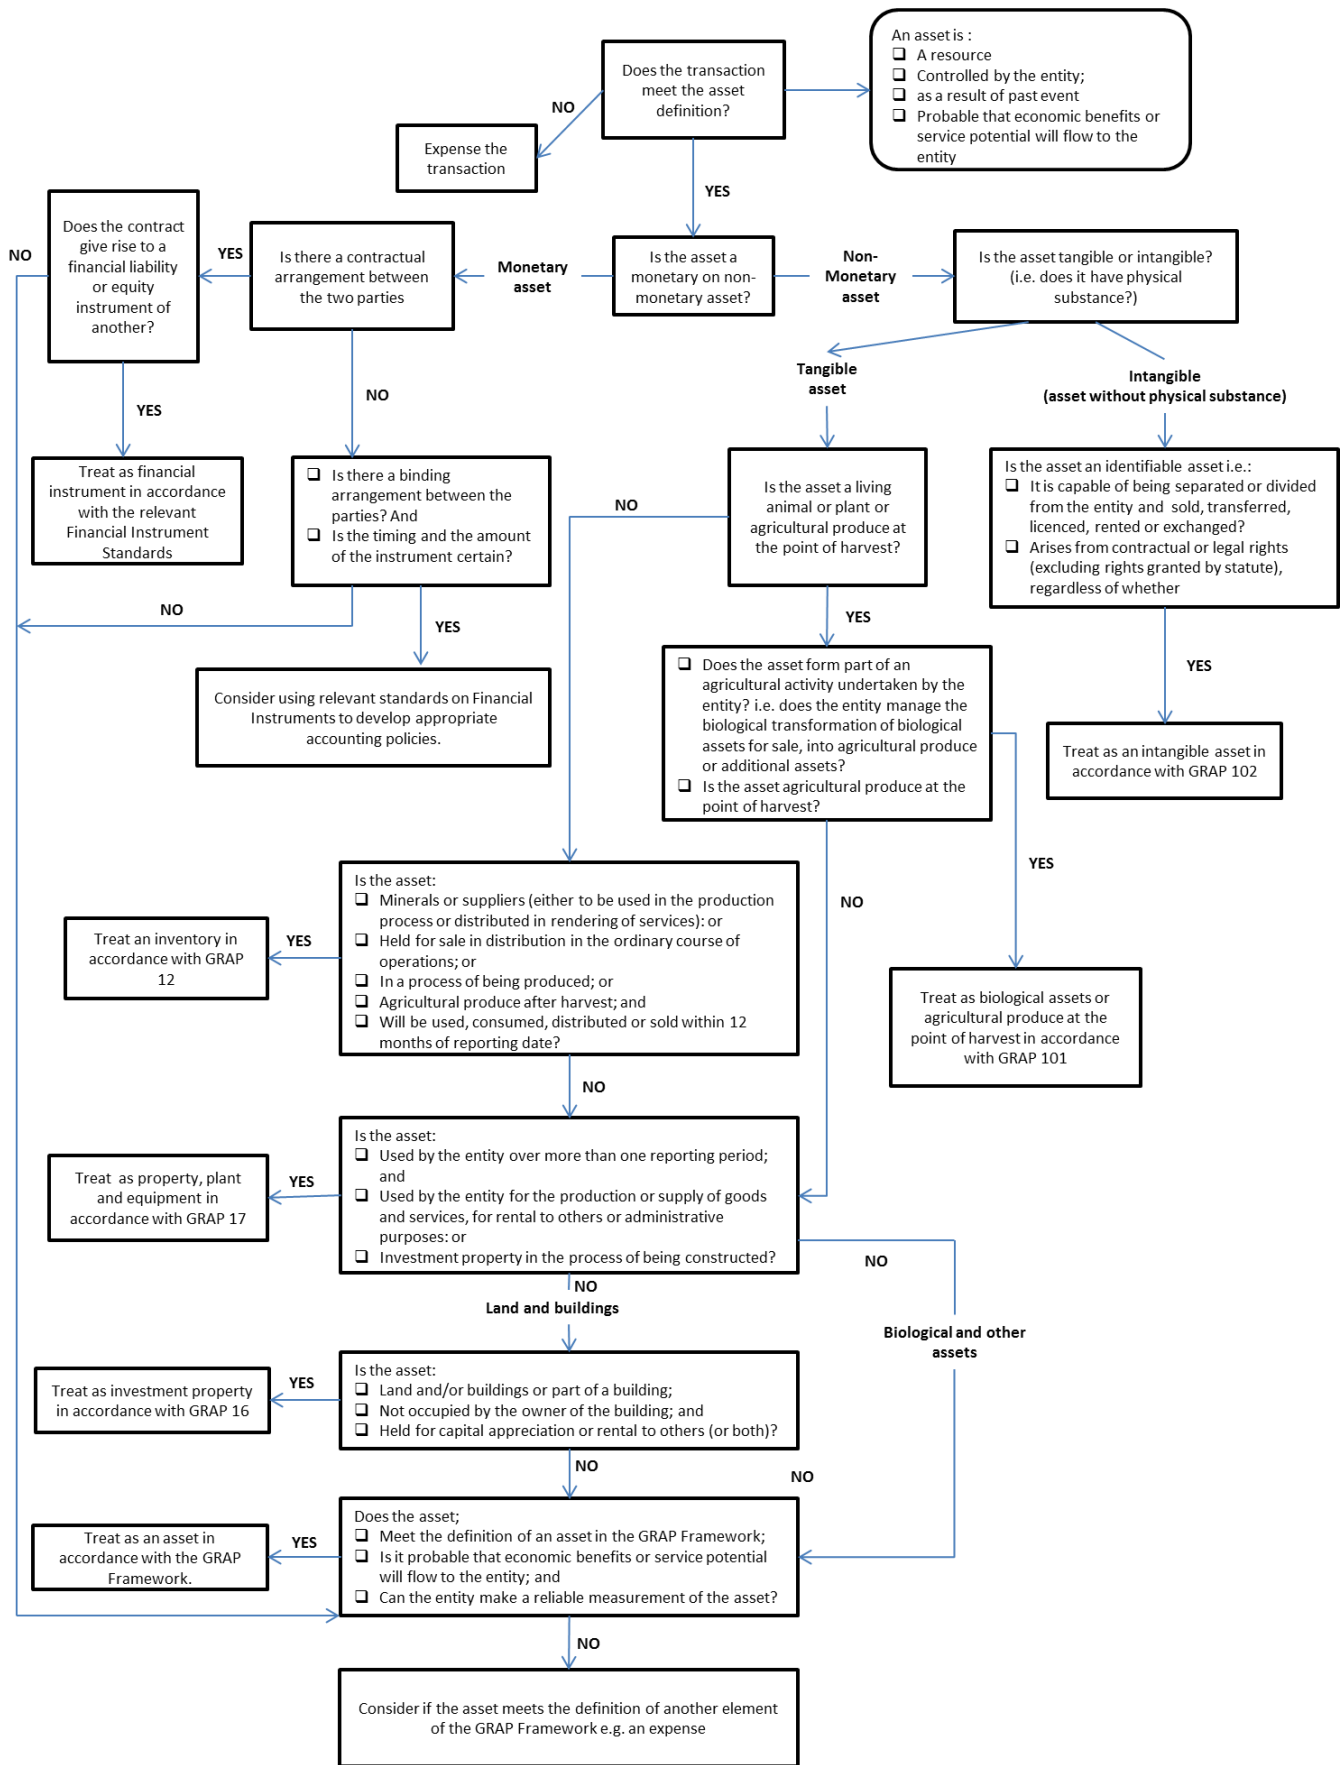 An asset is :
❑ A resource
❑ Controlled by the entity;
❑ as a result of past event
❑ Probable that economic benefits or
service potential will flow to the
entity
Does the transaction
meet the asset
definition?
NO
Expense the
transaction
YES
Does the contract
give rise to a
financial liability
or equity
instrument of
another?
NO
YES
Is there a contractual
arrangement between
the two parties
Monetary
asset
Is the asset a
monetary on non-
monetary asset?
Non-
Monetary
asset
Is the asset tangible or intangible?
(i.e. does it have physical
substance?)
YES
NO
Tangible
asset
Intangible
(asset without physical substance)
Treat as financial
instrument in accordance
with the relevant
Financial Instrument
Standards
❑ Is there a binding
arrangement between the
parties? And
❑ Is the timing and the amount
of the instrument certain?
NO
Is the asset a living
animal or plant or
agricultural produce at
the point of harvest?
Is the asset an identifiable asset i.e.:
❑ It is capable of being separated or divided
from the entity and sold, transferred,
licenced, rented or exchanged?
❑ Arises from contractual or legal rights
(excluding rights granted by statute),
regardless of whether
NO
YES
YES
YES
Consider using relevant standards on Financial
Instruments to develop appropriate
accounting policies.
❑ Does the asset form part of an
agricultural activity undertaken by the
entity? i.e. does the entity manage the
biological transformation of biological
assets for sale, into agricultural produce
or additional assets?
❑ Is the asset agricultural produce at the
point of harvest?
Treat as an intangible asset in
accordance with GRAP 102
YES
NO
Is the asset:
❑ Minerals or suppliers (either to be used in the production
process or distributed in rendering of services): or
❑ Held for sale in distribution in the ordinary course of
operations; or
❑ In a process of being produced; or
❑ Agricultural produce after harvest; and
❑ Will be used, consumed, distributed or sold within 12
months of reporting date?
YES
Treat an inventory in
accordance with GRAP
12
Treat as biological assets or
agricultural produce at the
point of harvest in accordance
with GRAP 101
NO
Is the asset:
❑ Used by the entity over more than one reporting period;
and
❑ Used by the entity for the production or supply of goods
and services, for rental to others or administrative
purposes: or
❑ Investment property in the process of being constructed?
YES
Treat as property, plant
and equipment in
accordance with GRAP 17
NO
NO
Land and buildings
Biological and other
assets
Is the asset:
❑ Land and/or buildings or part of a building;
❑ Not occupied by the owner of the building; and
❑ Held for capital appreciation or rental to others (or both)?
YES
Treat as investment property
in accordance with GRAP 16
NO
NO
Does the asset;
❑ Meet the definition of an asset in the GRAP Framework;
❑ Is it probable that economic benefits or service potential
will flow to the entity; and
❑ Can the entity make a reliable measurement of the asset?
YES
Treat as an asset in
accordance with the GRAP
Framework.
NO
Consider if the asset meets the definition of another element
of the GRAP Framework e.g. an expense